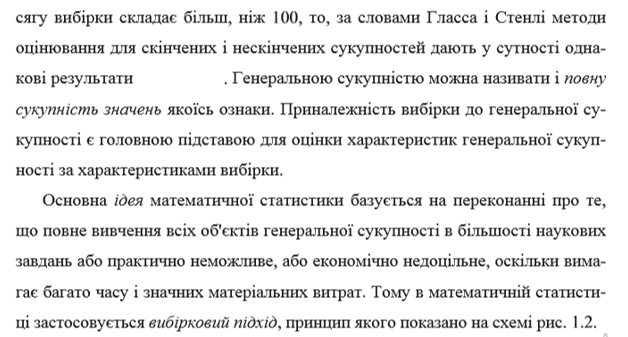 сягу вибірки складає більш, ніж 100, то, за словами Гласса і Стенлі методи
оцінювання для скінчених і нескінчених сукупностей дають у сутності одна-
кові результати . Генеральною сукупністю можна називати і повну
сукупність значень якоїсь ознаки. Приналежність вибірки до генеральної су-
купності є головною підставою для оцінки характеристик генеральної сукуп-
ності за характеристиками вибірки.
Основна ідея математичної статистики базується на переконанні про те,
що повне вивчення всіх об'єктів генеральної сукупності в більшості наукових
завдань або практично неможливе, або економічно недоцільне, оскільки вима-
гає багато часу і значних матеріальних витрат. Тому в математичній статисти-
ці застосовується вибірковий підхід, принцип якого показано на схемі рис. 1.2.